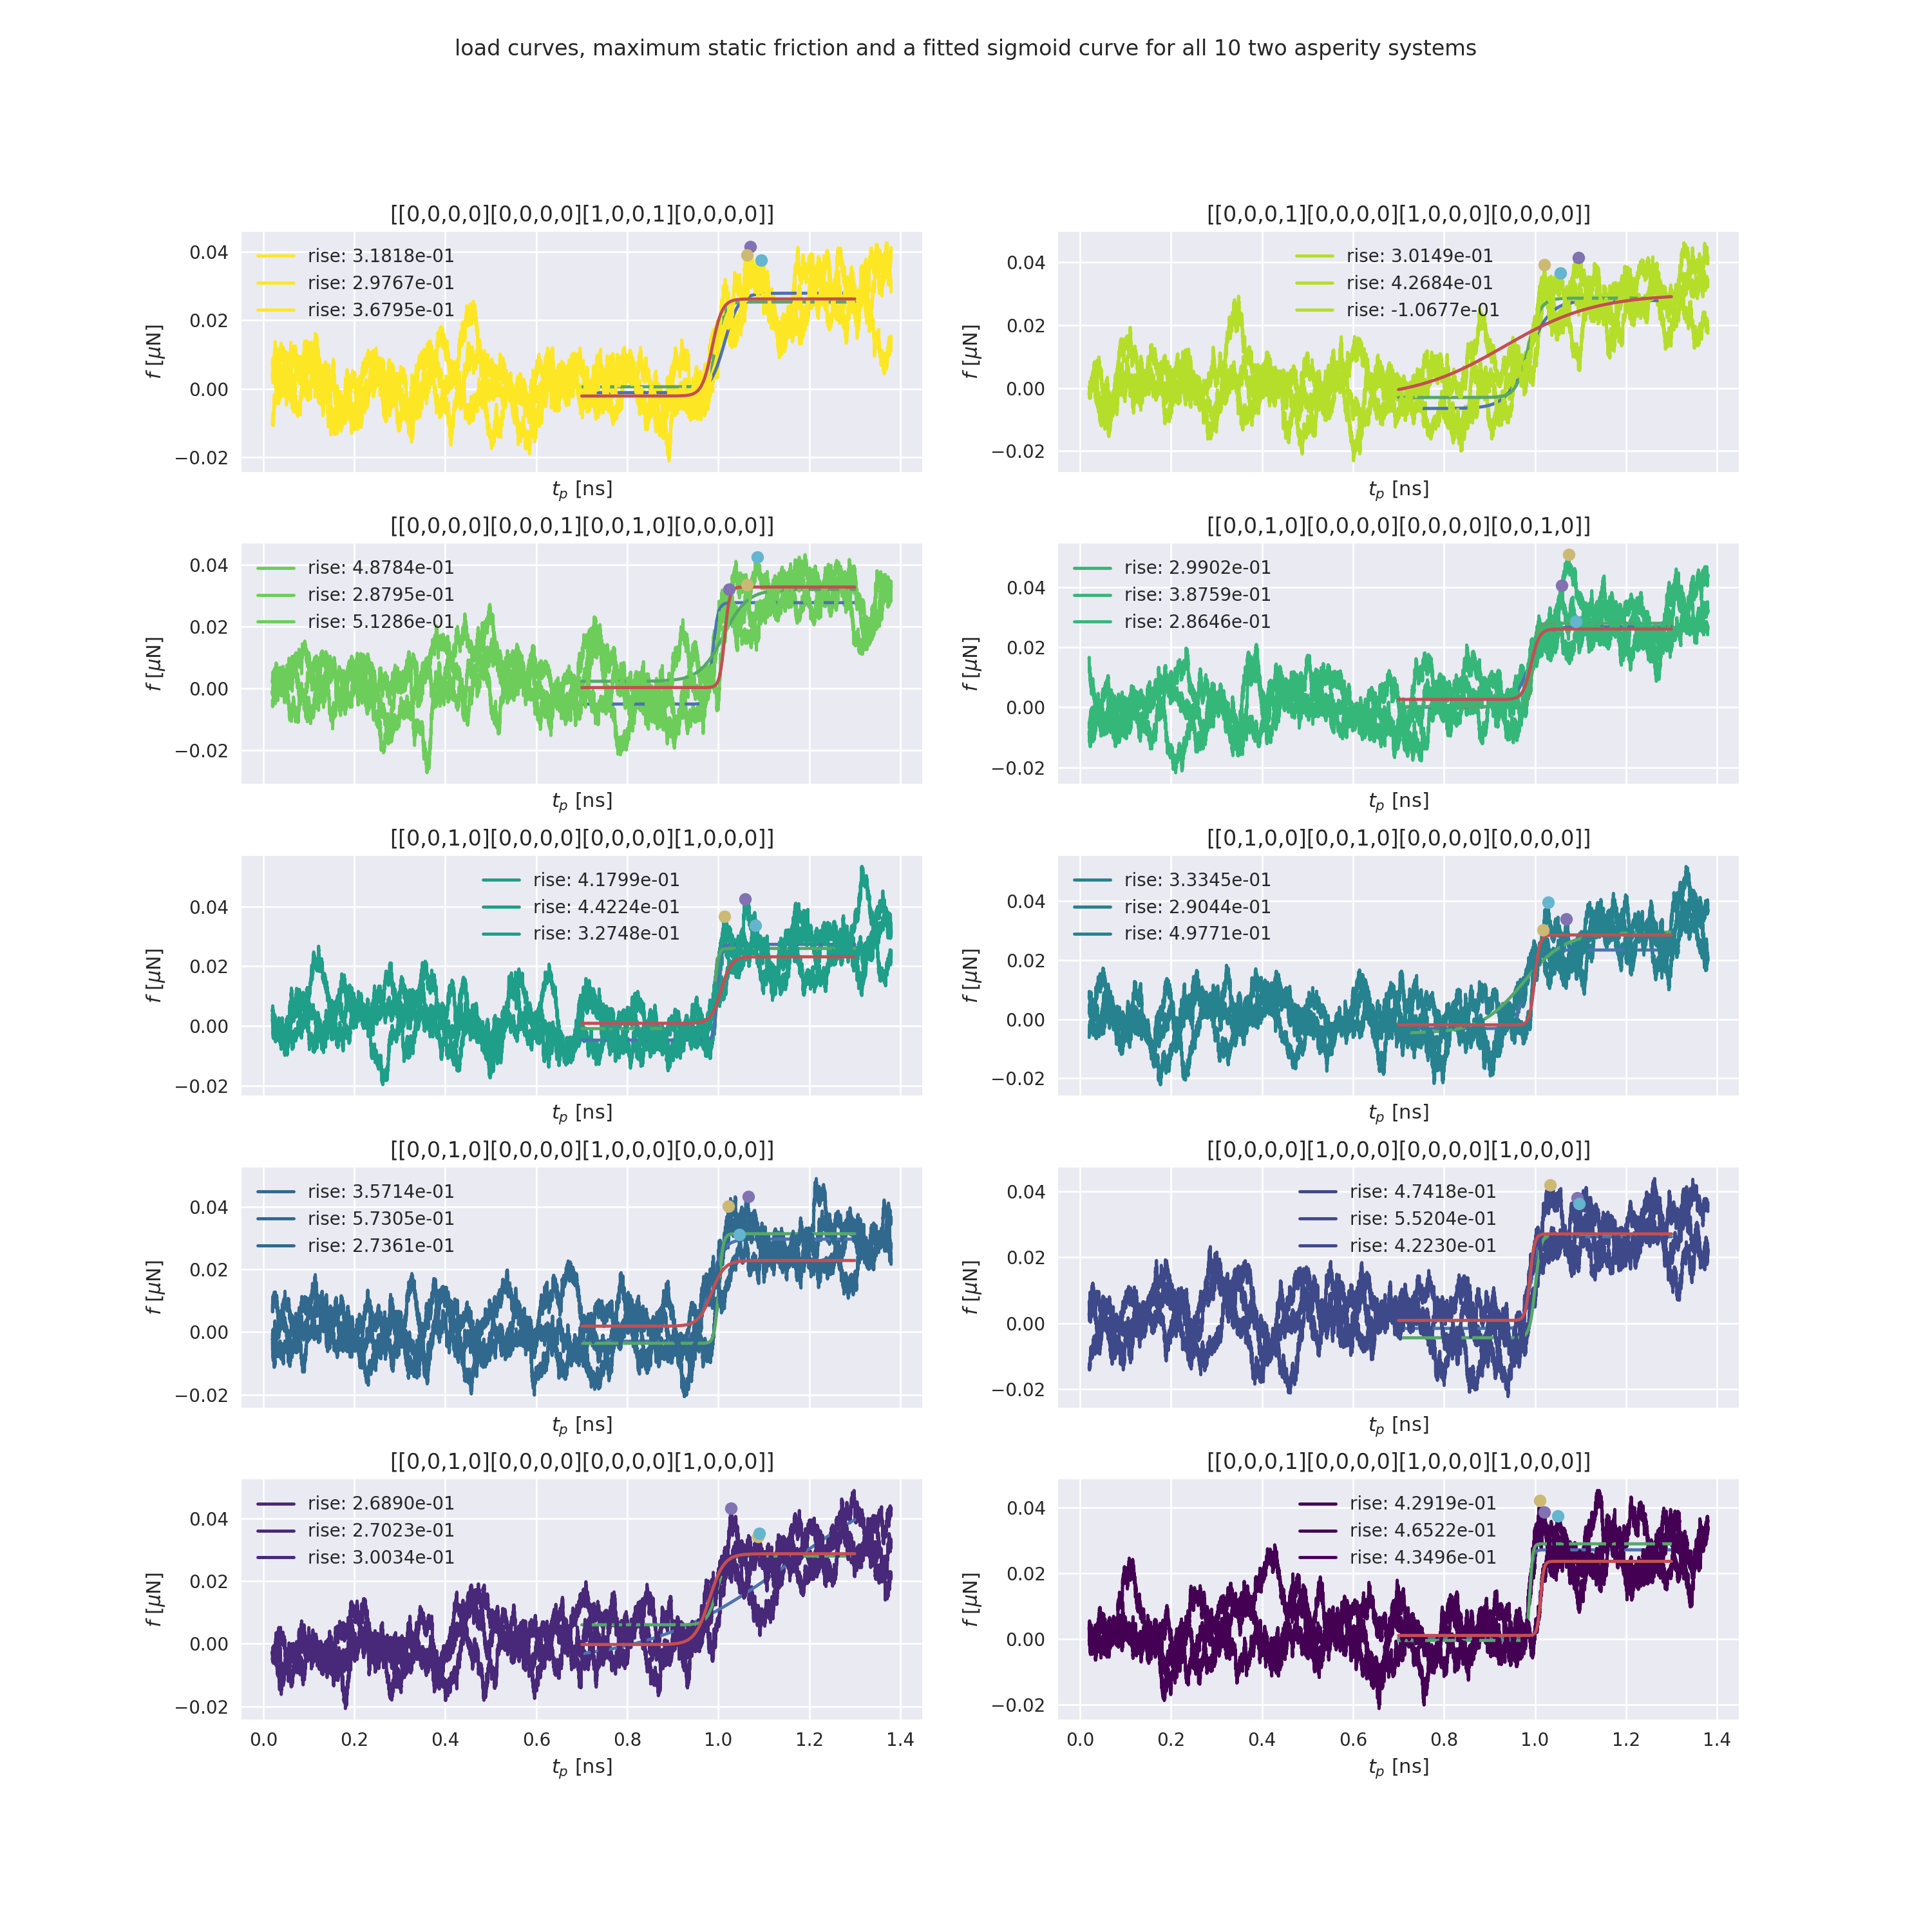 load curves, maximum static friction and a fitted sigmoid curve for all 10 two asperity systems
[[0,0,0,0][0,0,0,0][1,0,0,1][0,0,0,0]]
0.04
0.02
0.00
−0.02
f [μN]
rise: 3.1818e-01
rise: 2.9767e-01
rise: 3.6795e-01
t_p [ns]
[[0,0,0,1][0,0,0,0][1,0,0,0][0,0,0,0]]
0.04
0.02
0.00
−0.02
f [μN]
rise: 3.0149e-01
rise: 4.2684e-01
rise: -1.0677e-01
t_p [ns]
[[0,0,0,0][0,0,0,1][0,0,1,0][0,0,0,0]]
0.04
0.02
0.00
−0.02
f [μN]
rise: 4.8784e-01
rise: 2.8795e-01
rise: 5.1286e-01
t_p [ns]
[[0,0,1,0][0,0,0,0][0,0,0,0][0,0,1,0]]
0.04
0.02
0.00
−0.02
f [μN]
rise: 2.9902e-01
rise: 3.8759e-01
rise: 2.8646e-01
t_p [ns]
[[0,0,1,0][0,0,0,0][0,0,0,0][1,0,0,0]]
0.04
0.02
0.00
−0.02
f [μN]
rise: 4.1799e-01
rise: 4.4224e-01
rise: 3.2748e-01
t_p [ns]
[[0,1,0,0][0,0,1,0][0,0,0,0][0,0,0,0]]
0.04
0.02
0.00
−0.02
f [μN]
rise: 3.3345e-01
rise: 2.9044e-01
rise: 4.9771e-01
t_p [ns]
[[0,0,1,0][0,0,0,0][1,0,0,0][0,0,0,0]]
0.04
0.02
0.00
−0.02
f [μN]
rise: 3.5714e-01
rise: 5.7305e-01
rise: 2.7361e-01
t_p [ns]
[[0,0,0,0][1,0,0,0][0,0,0,0][1,0,0,0]]
0.04
0.02
0.00
−0.02
f [μN]
rise: 4.7418e-01
rise: 5.5204e-01
rise: 4.2230e-01
t_p [ns]
[[0,0,1,0][0,0,0,0][0,0,0,0][1,0,0,0]]
0.04
0.02
0.00
−0.02
f [μN]
rise: 2.6890e-01
rise: 2.7023e-01
rise: 3.0034e-01
0.0 0.2 0.4 0.6 0.8 1.0 1.2 1.4
t_p [ns]
[[0,0,0,1][0,0,0,0][1,0,0,0][1,0,0,0]]
0.04
0.02
0.00
−0.02
f [μN]
rise: 4.2919e-01
rise: 4.6522e-01
rise: 4.3496e-01
0.0 0.2 0.4 0.6 0.8 1.0 1.2 1.4
t_p [ns]